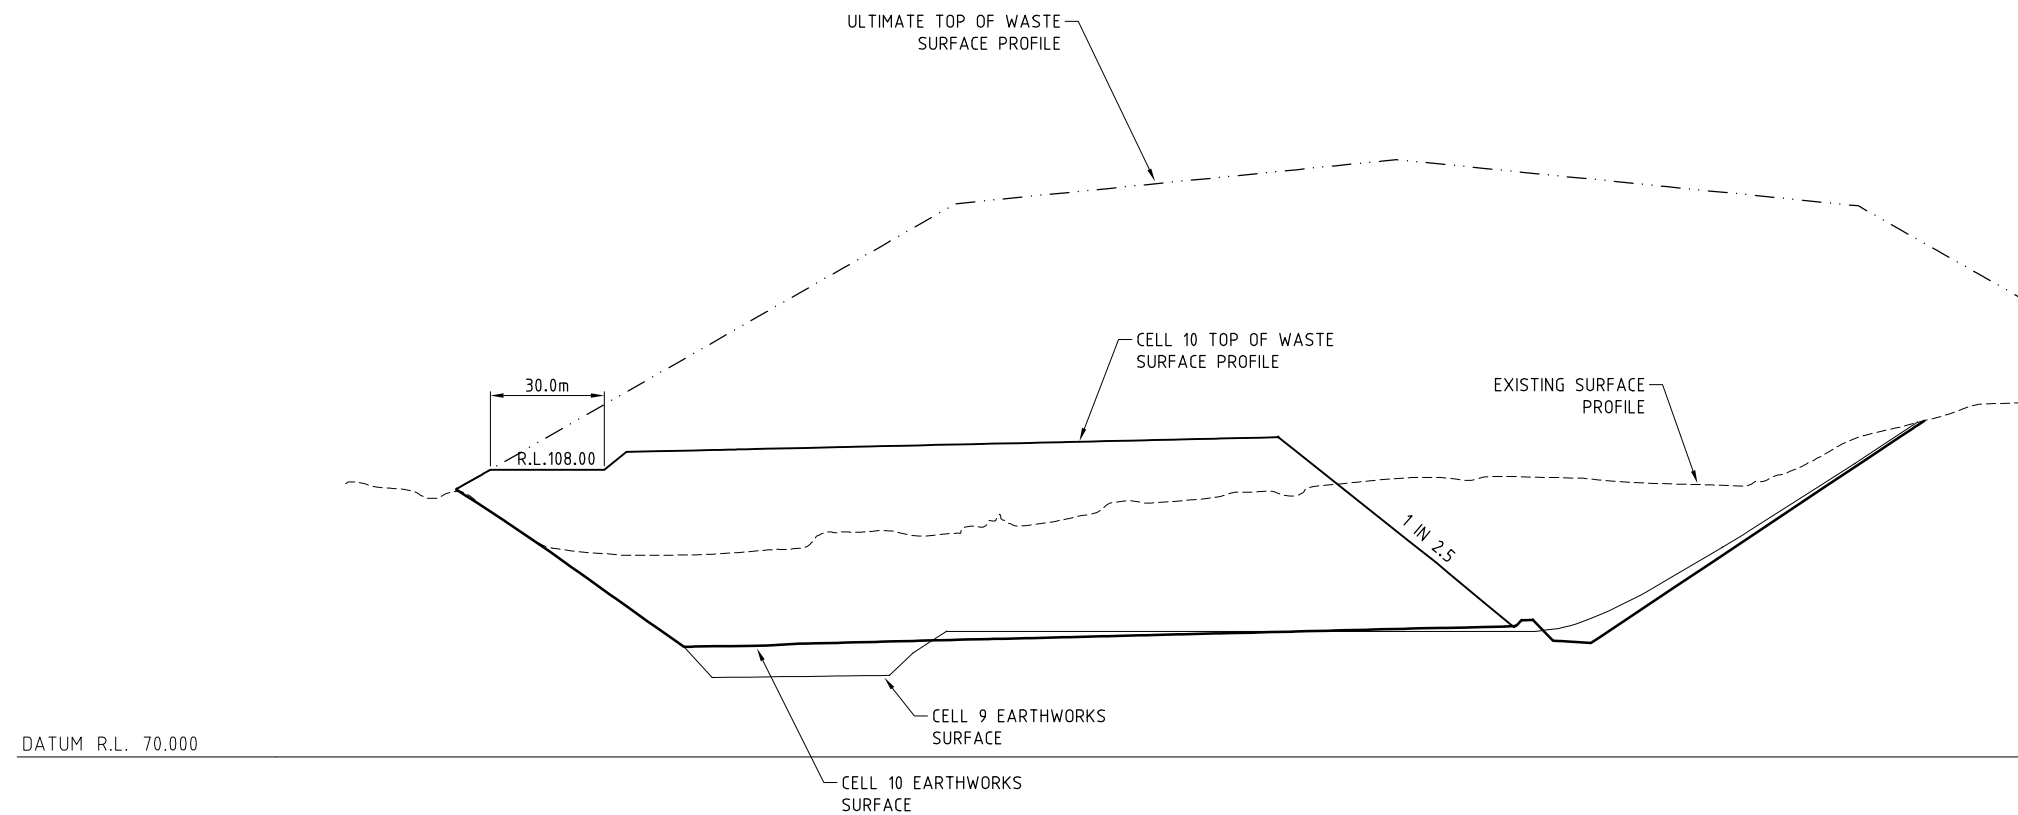 ULTIMATE TOP OF WASTE
SURFACE PROFILE
CELL 10 TOP OF WASTE
SURFACE PROFILE
30.0m
EXISTING SURFACE
PROFILE
R.L.108.00
1 IN 2.5
CELL 9 EARTHWORKS
SURFACE
DATUM R.L. 70.000
CELL 10 EARTHWORKS
SURFACE